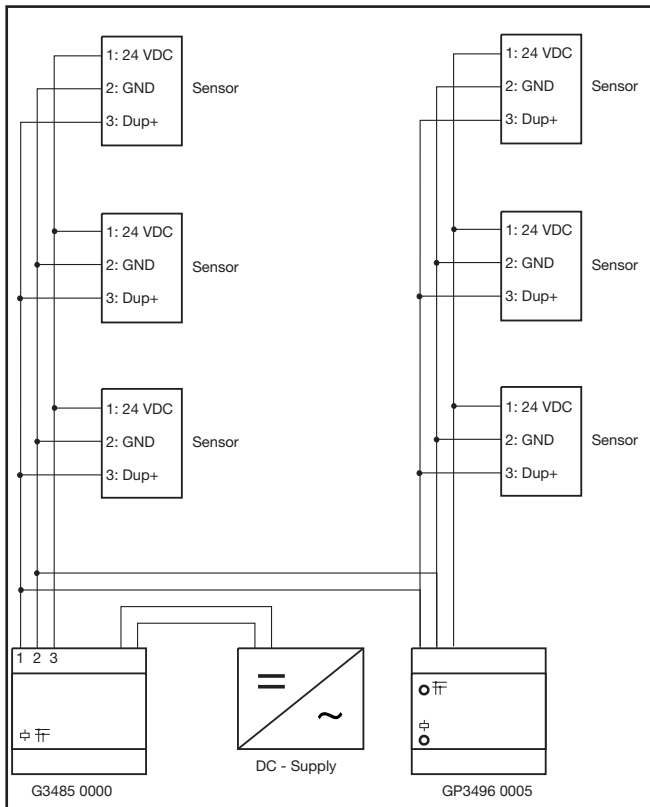 1: 24 VDC
2: GND
3: Dup+
Sensor
1: 24 VDC
2: GND
3: Dup+
Sensor
1: 24 VDC
2: GND
3: Dup+
Sensor
1: 24 VDC
2: GND
3: Dup+
Sensor
1: 24 VDC
2: GND
3: Dup+
Sensor
1: 24 VDC
2: GND
3: Dup+
Sensor
1 2 3
G3485 0000
DC - Supply
GP3496 0005